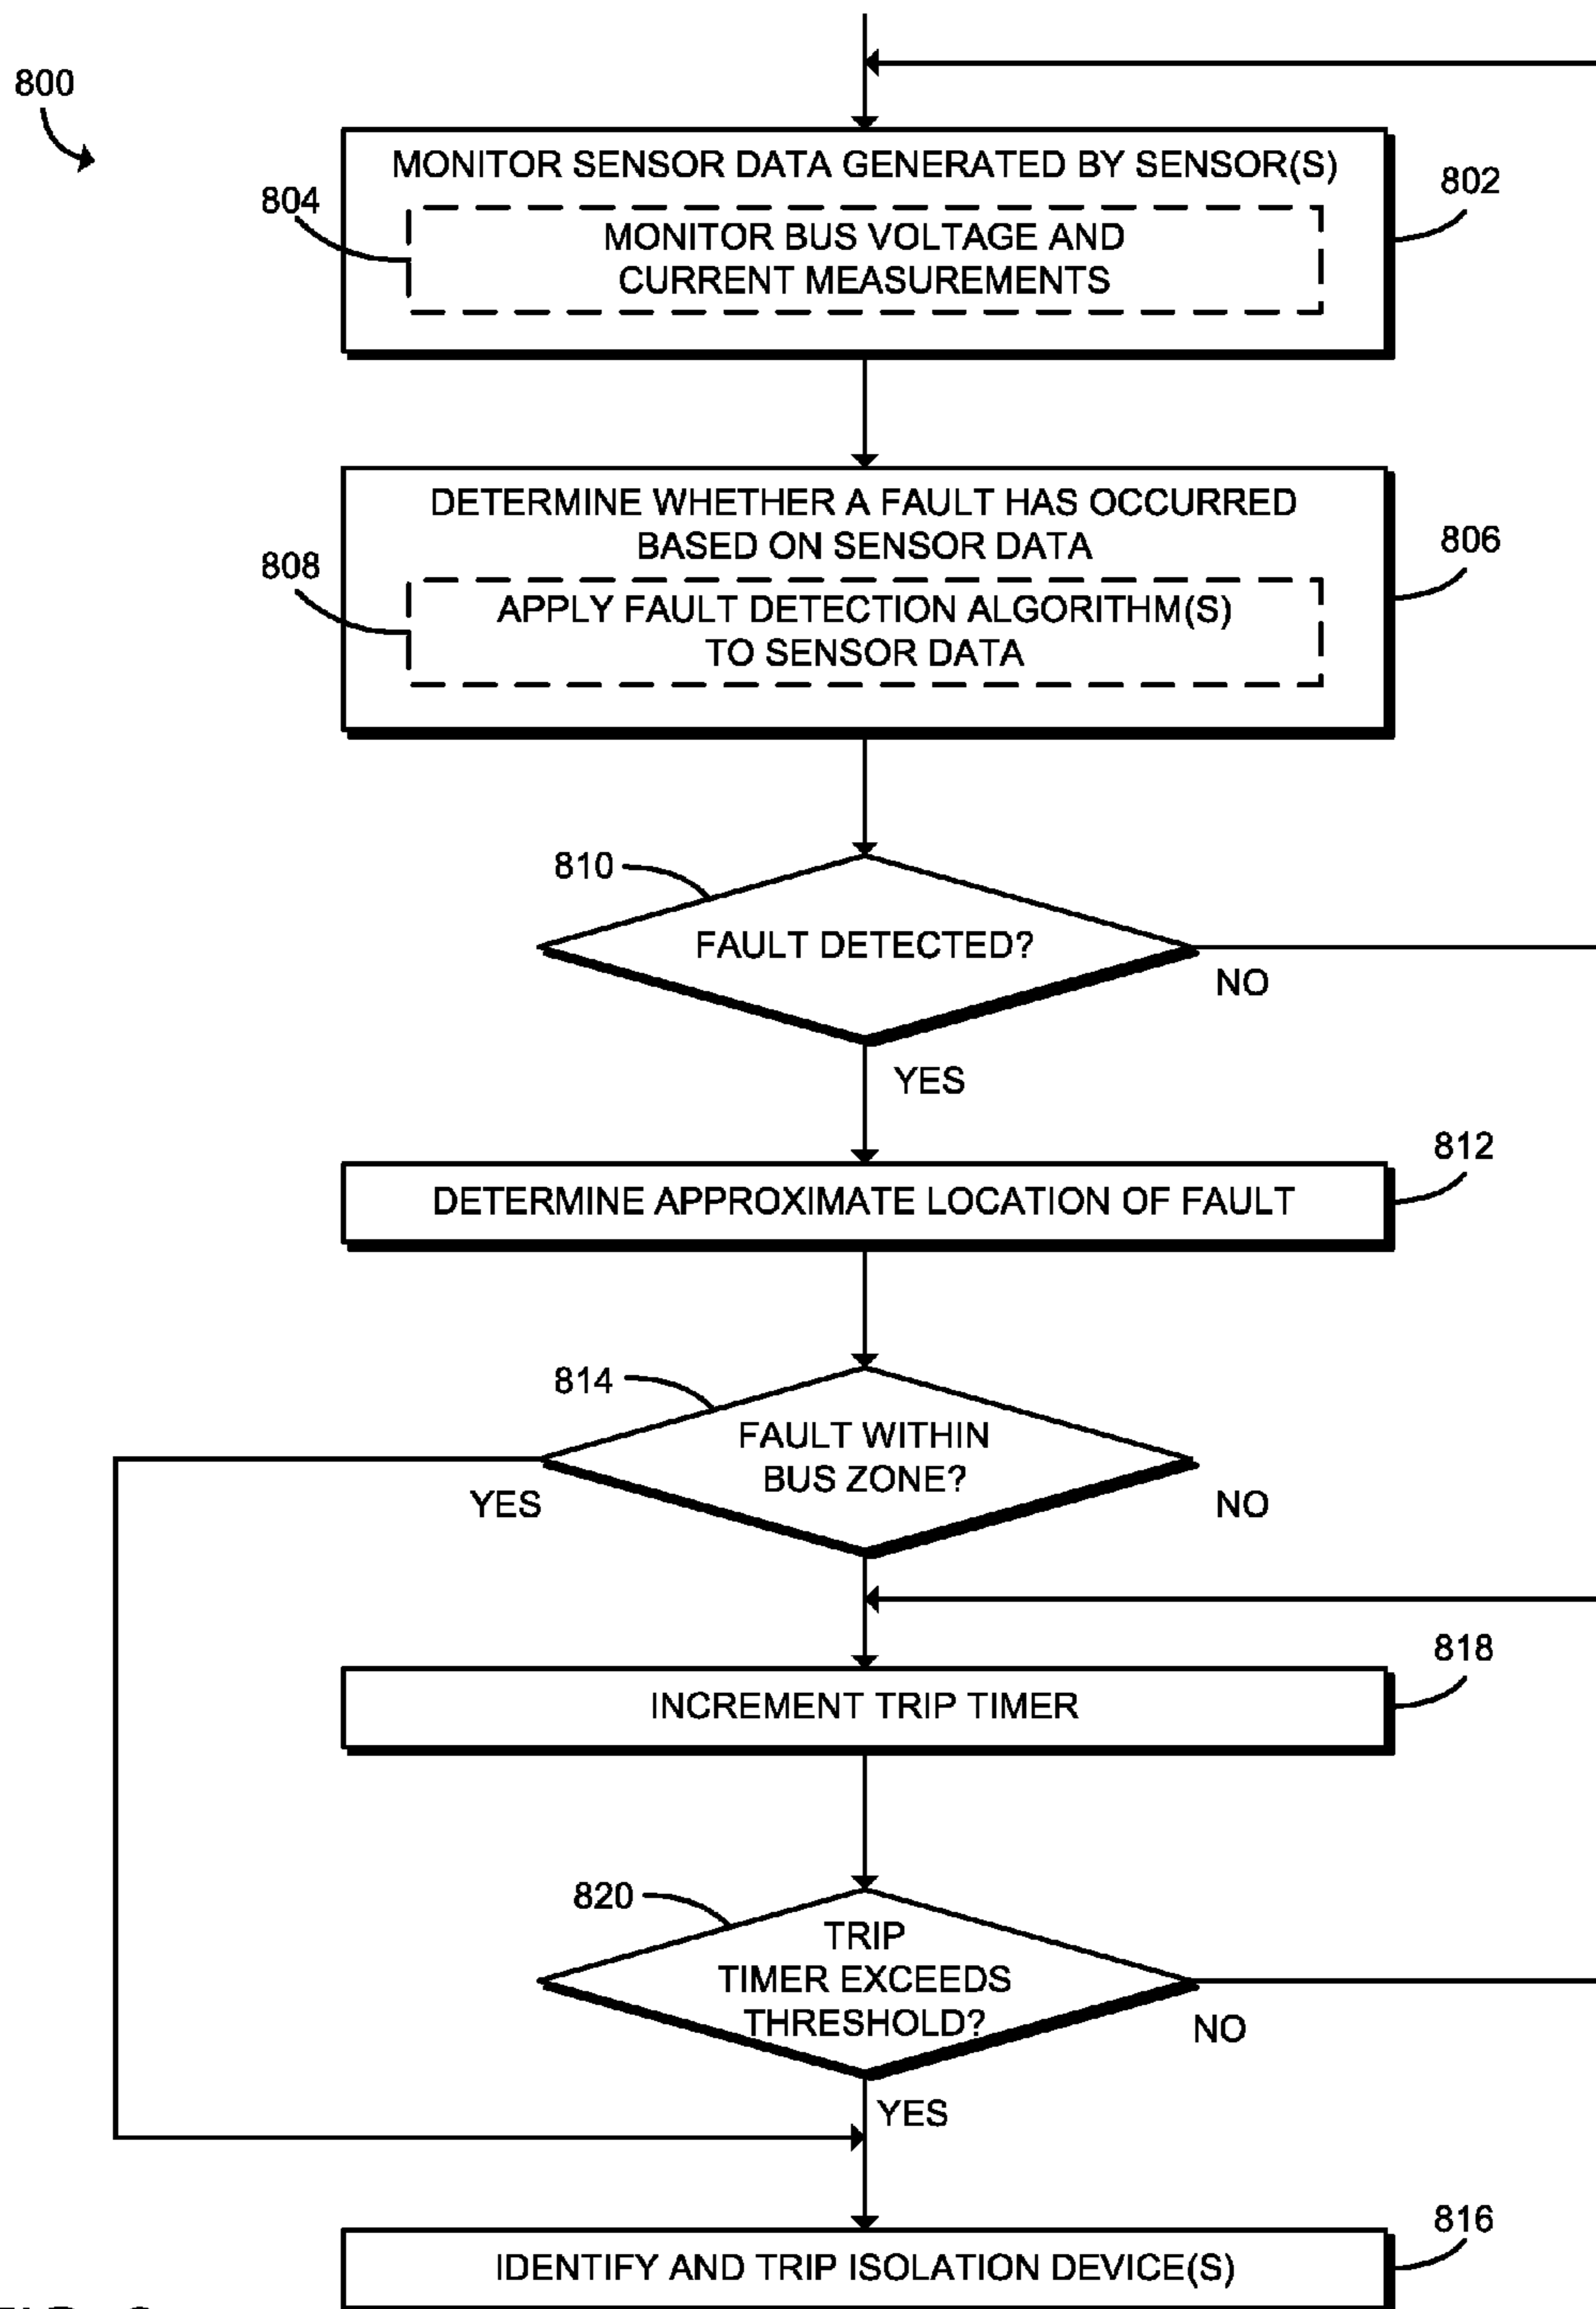 800
MONITOR SENSOR DATA GENERATED BY SENSOR(S)
802
804
MONITOR BUS VOLTAGE AND
CURRENT MEASUREMENTS
DETERMINE WHETHER A FAULT HAS OCCURRED
BASED ON SENSOR DATA
806
808
APPLY FAULT DETECTION ALGORITHM(S)
TO SENSOR DATA
810
FAULT DETECTED?
NO
YES
812
DETERMINE APPROXIMATE LOCATION OF FAULT
814
FAULT WITHIN
BUS ZONE?
YES
NO
818
INCREMENT TRIP TIMER
820
TRIP
TIMER EXCEEDS
THRESHOLD?
NO
YES
816
IDENTIFY AND TRIP ISOLATION DEVICE(S)